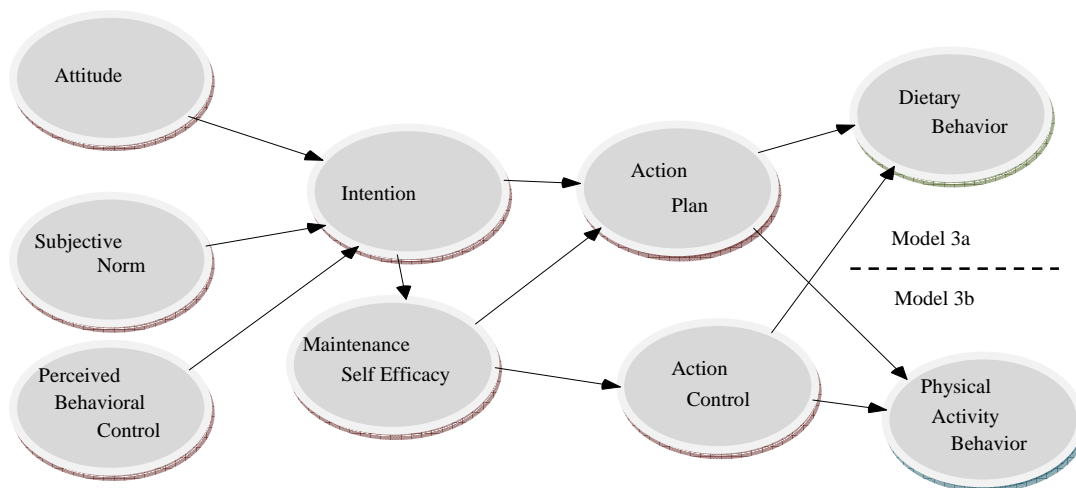 Attitude
Subjective
Norm
Perceived
Behavioral
Control
Intention
Maintenance
Self Efficacy
Action
Plan
Action
Control
Dietary
Behavior
Model 3a
Model 3b
Physical
Activity
Behavior